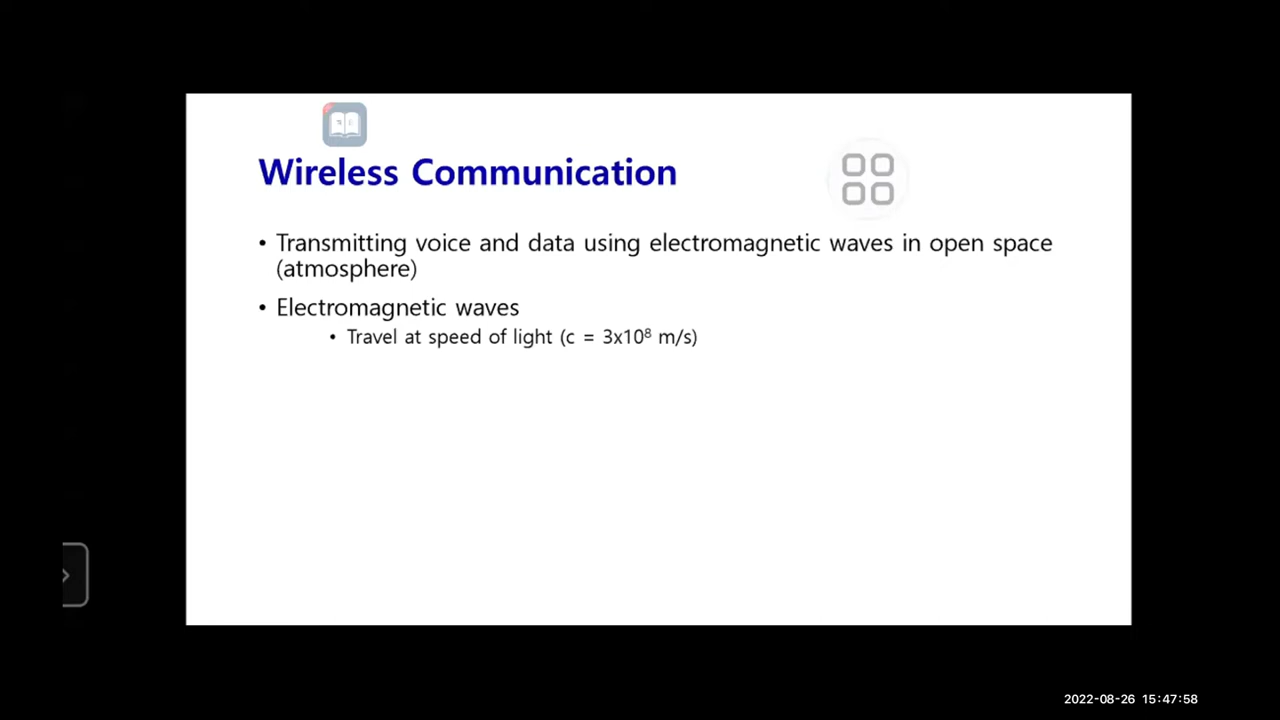 Wireless Communication
• Transmitting voice and data using electromagnetic waves in open space
(atmosphere)
• Electromagnetic waves
• Travel at speed of light (c = 3x10⁸ m/s)
2022-08-26 15:47:58